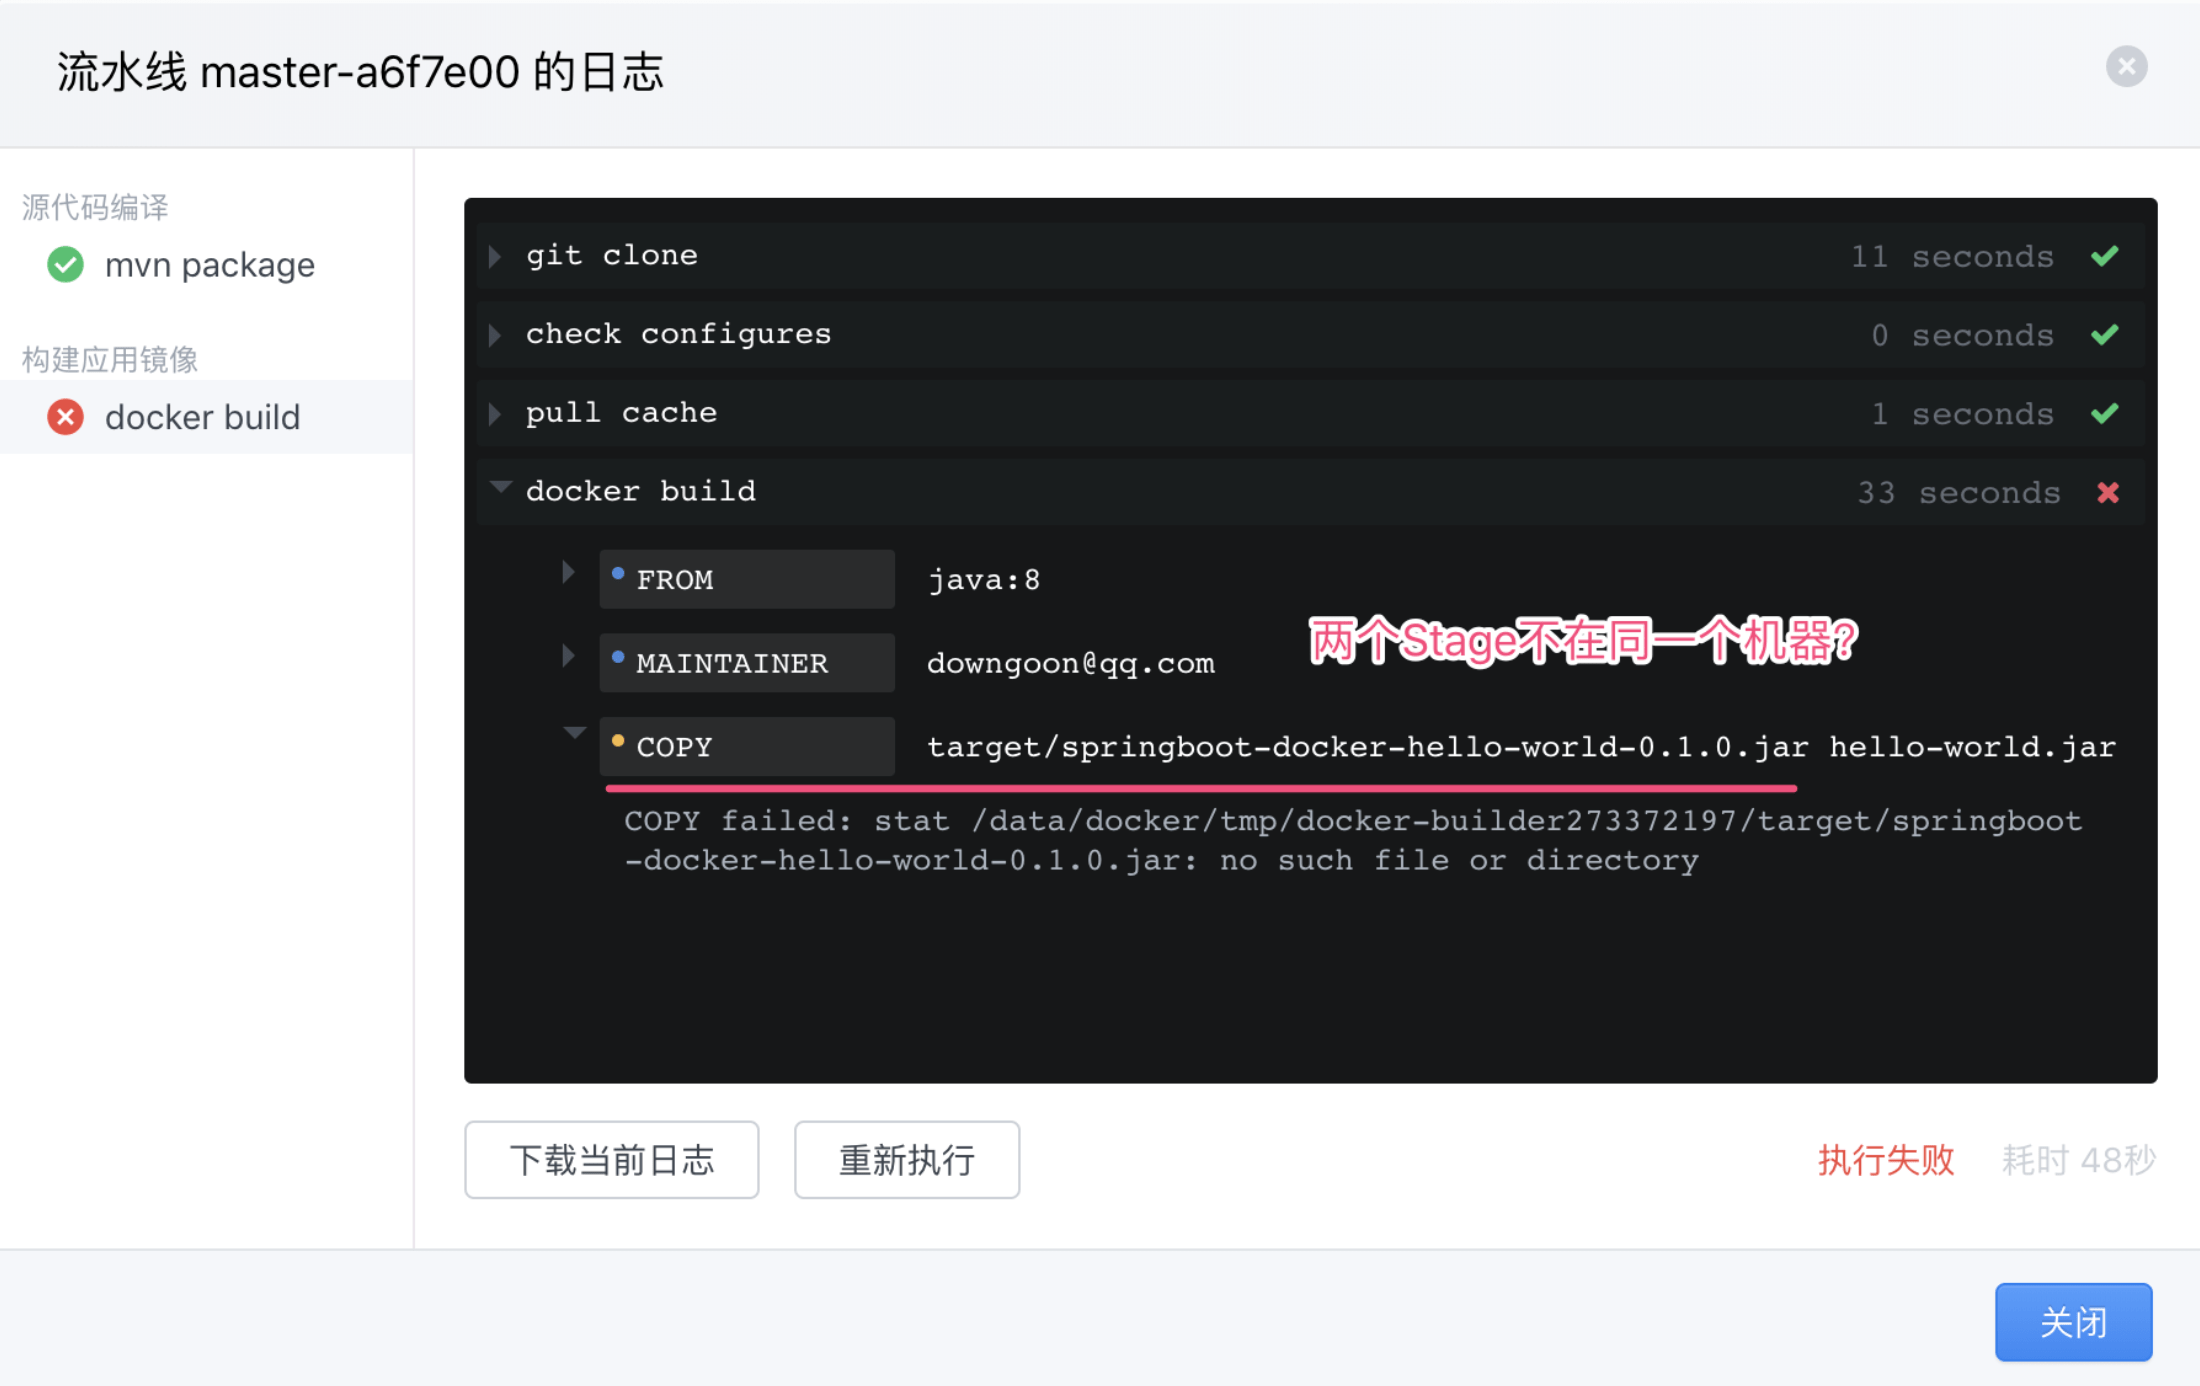 流水线 master-a6f7e00 的日志
源代码编译
mvn package
构建应用镜像
docker build
git clone 11 seconds
check configures 0 seconds
pull cache 1 seconds
docker build 33 seconds
FROM java:8
两个Stage不在同一个机器?
MAINTAINER downgoon@qq.com
COPY target/springboot-docker-hello-world-0.1.0.jar hello-world.jar
COPY failed: stat /data/docker/tmp/docker-builder273372197/target/springboot
-docker-hello-world-0.1.0.jar: no such file or directory
下载当前日志 重新执行 执行失败 耗时 48秒
关闭